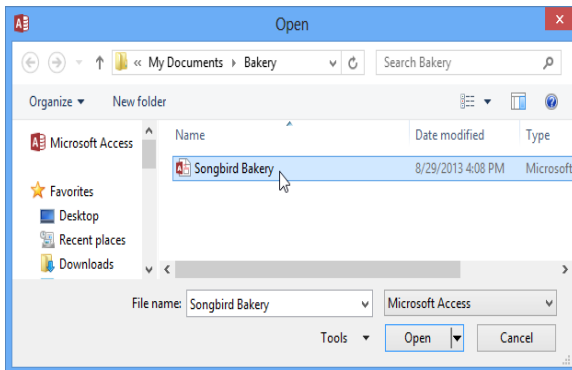 Open
« My Documents Bakery
Search Bakery
Organize New folder
Microsoft Access
Favorites
Desktop
Recent places
Downloads
Name Date modified Type
Songbird Bakery 8/29/2013 4:08 PM Microsoft
File name: Songbird Bakery
Microsoft Access
Tools Open Cancel